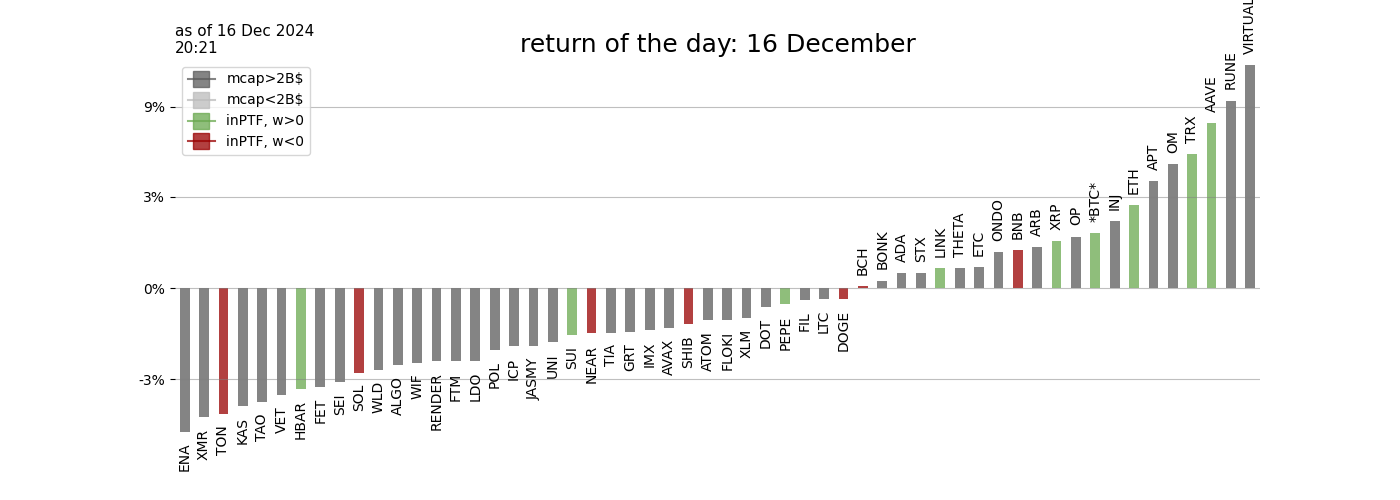 as of 16 Dec 2024
20:21
return of the day: 16 December
mcap>2B$
mcap<2B$
inPTF, w>0
inPTF, w<0
9%
3%
0%
-3%
ENA
XMR
TON
KAS
TAO
VET
HBAR
FET
SEI
SOL
WLD
ALGO
WIF
RENDER
FTM
LDO
POL
ICP
JASMY
UNI
SUI
NEAR
TIA
GRT
IMX
AVAX
SHIB
ATOM
FLOKI
XLM
DOT
PEPE
FIL
LTC
DOGE
BCH
BONK
ADA
STX
LINK
THETA
ETC
ONDO
BNB
ARB
XRP
OP
*BTC*
INJ
ETH
APT
OM
TRX
AAVE
RUNE
VIRTUAL